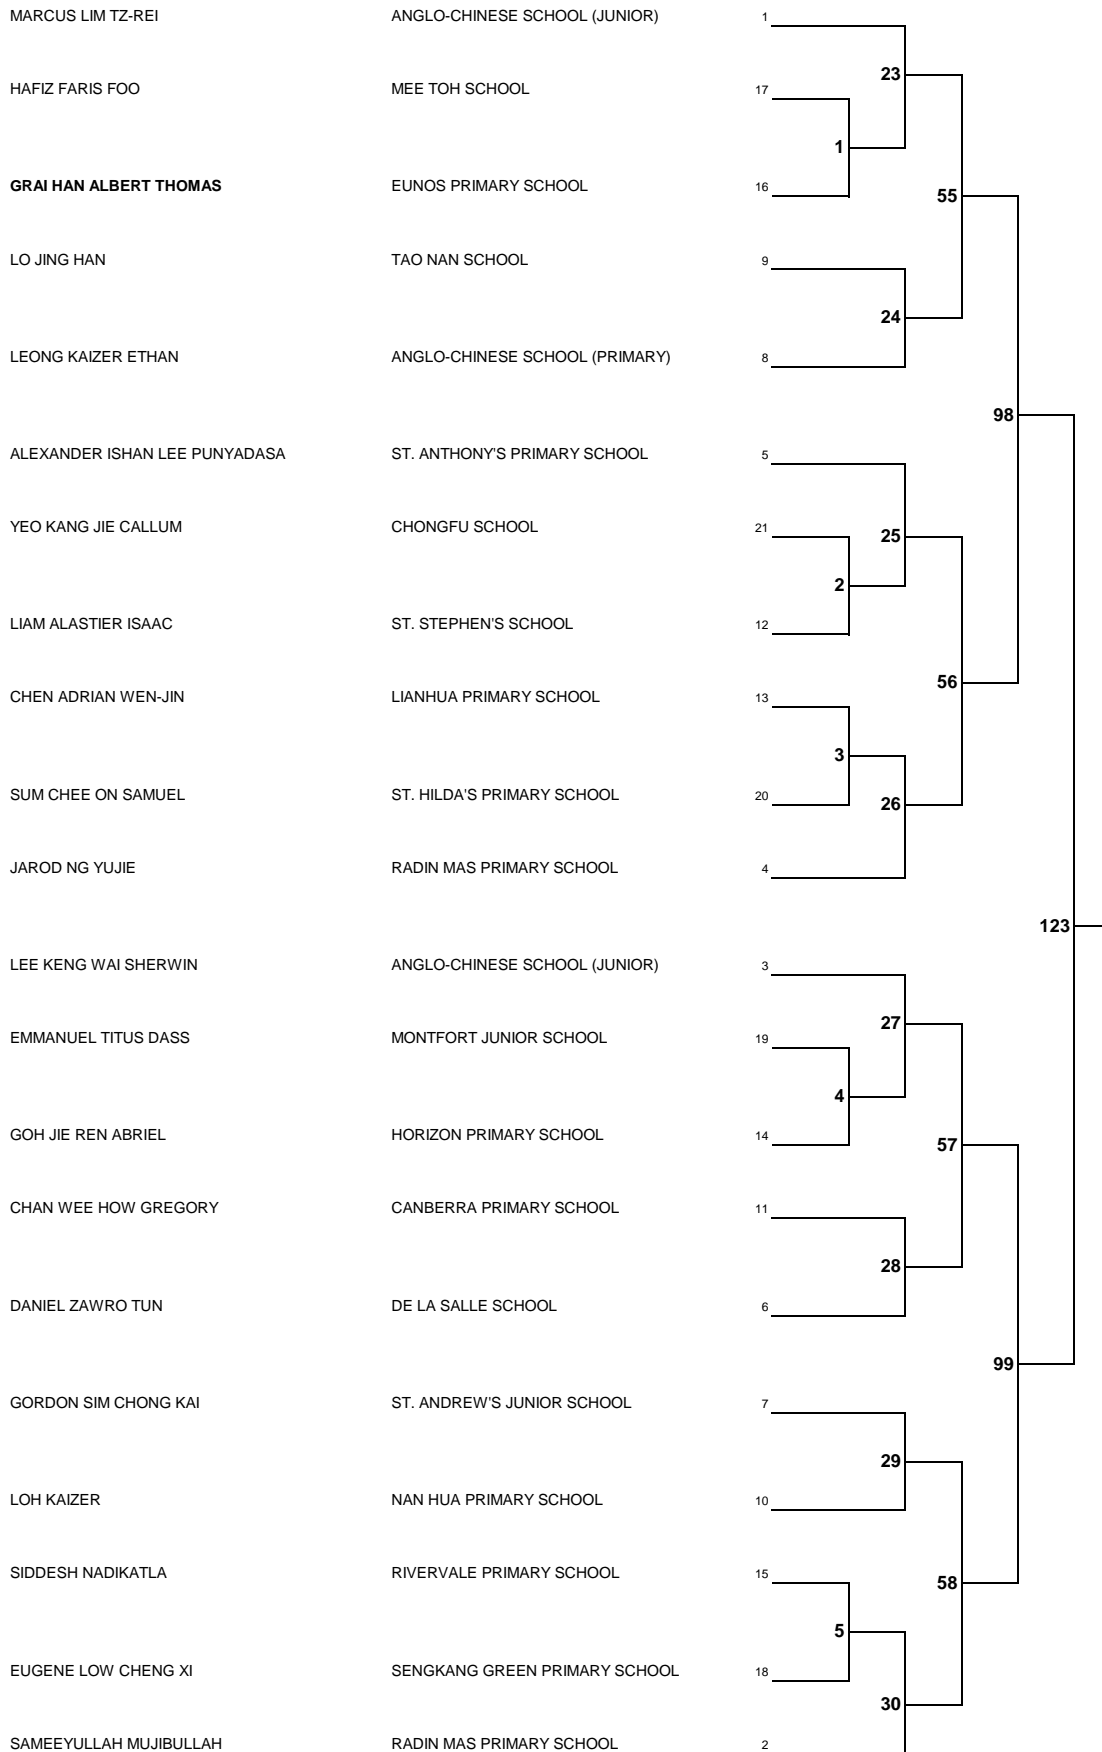 MARCUS LIM TZ-REI ANGLO-CHINESE SCHOOL (JUNIOR) 1
23
HAFIZ FARIS FOO MEE TOH SCHOOL 17
1
GRAI HAN ALBERT THOMAS EUNOS PRIMARY SCHOOL 16
55
LO JING HAN TAO NAN SCHOOL 9
24
LEONG KAIZER ETHAN ANGLO-CHINESE SCHOOL (PRIMARY) 8
98
ALEXANDER ISHAN LEE PUNYADASA ST. ANTHONY'S PRIMARY SCHOOL 5
YEO KANG JIE CALLUM CHONGFU SCHOOL 21
25
2
LIAM ALASTIER ISAAC ST. STEPHEN'S SCHOOL 12
56
CHEN ADRIAN WEN-JIN LIANHUA PRIMARY SCHOOL 13
3
SUM CHEE ON SAMUEL ST. HILDA'S PRIMARY SCHOOL 20
26
JAROD NG YUJIE RADIN MAS PRIMARY SCHOOL 4
123
LEE KENG WAI SHERWIN ANGLO-CHINESE SCHOOL (JUNIOR) 3
27
EMMANUEL TITUS DASS MONTFORT JUNIOR SCHOOL 19
4
GOH JIE REN ABRIEL HORIZON PRIMARY SCHOOL 14
57
CHAN WEE HOW GREGORY CANBERRA PRIMARY SCHOOL 11
28
DANIEL ZAWRO TUN DE LA SALLE SCHOOL 6
99
GORDON SIM CHONG KAI ST. ANDREW'S JUNIOR SCHOOL 7
29
LOH KAIZER NAN HUA PRIMARY SCHOOL 10
SIDDESH NADIKATLA RIVERVALE PRIMARY SCHOOL 15
58
5
EUGENE LOW CHENG XI SENGKANG GREEN PRIMARY SCHOOL 18
30
SAMEEYULLAH MUJIBULLAH RADIN MAS PRIMARY SCHOOL 2